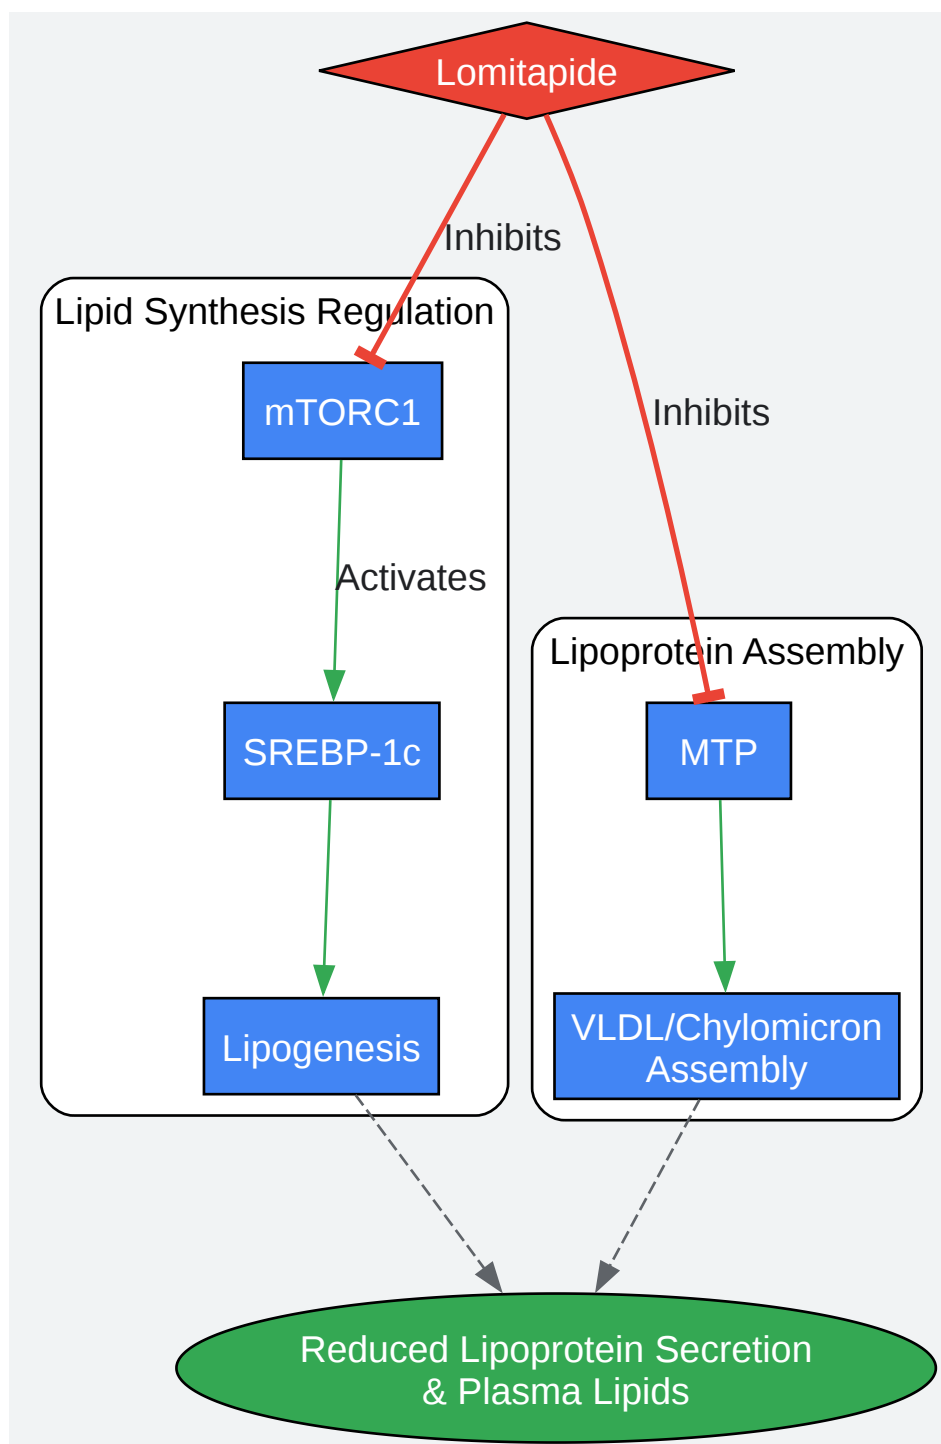 Lomitapide
Inhibits
Lipid Synthesis Regulation
mTORC1
Inhibits
Activates
Lipoprotein Assembly
SREBP-1c
MTP
Lipogenesis
VLDL/Chylomicron
Assembly
Reduced Lipoprotein Secretion
& Plasma Lipids